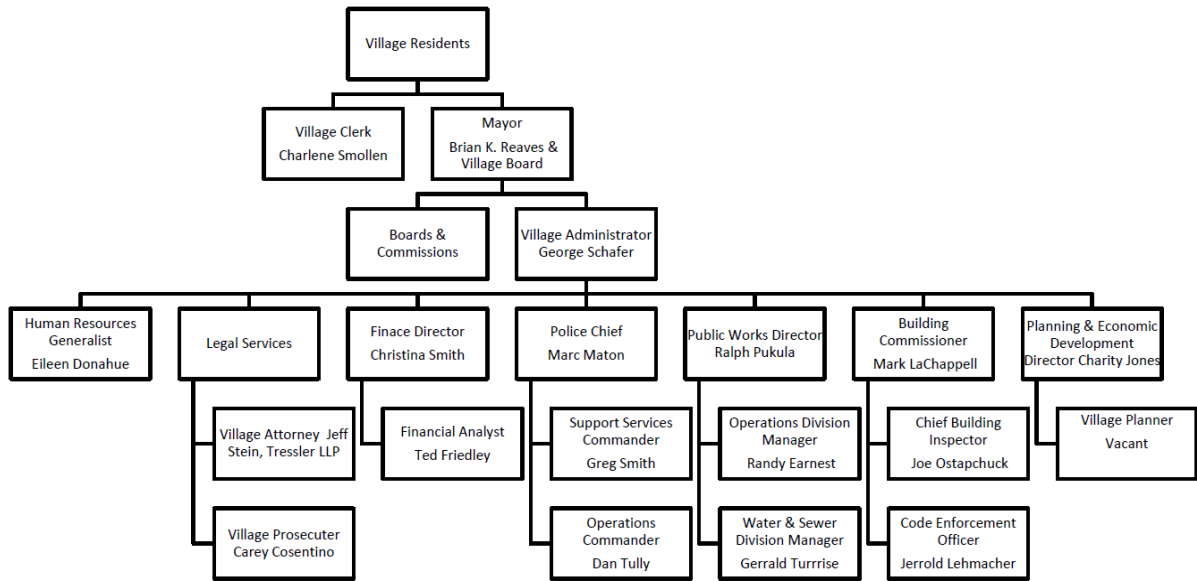 Village Residents
Village Clerk
Charlene Smollen
Mayor
Brian K. Reaves &
Village Board
Boards &
Commissions
Village Administrator
George Schafer
Human Resources
Generalist
Eileen Donahue
Legal Services
Finace Director
Christina Smith
Police Chief
Marc Maton
Public Works Director
Ralph Pukula
Building
Commissioner
Mark LaChappell
Planning & Economic
Development
Director Charity Jones
Village Attorney  Jeff
Stein, Tressler LLP
Financial Analyst
Ted Friedley
Support Services
Commander
Greg Smith
Operations Division
Manager
Randy Earnest
Chief Building
Inspector
Joe Ostapchuck
Village Planner
Vacant
Village Prosecuter
Carey Cosentino
Operations
Commander
Dan Tully
Water & Sewer
Division Manager
Gerrald Turrrise
Code Enforcement
Officer
Jerrold Lehmacher